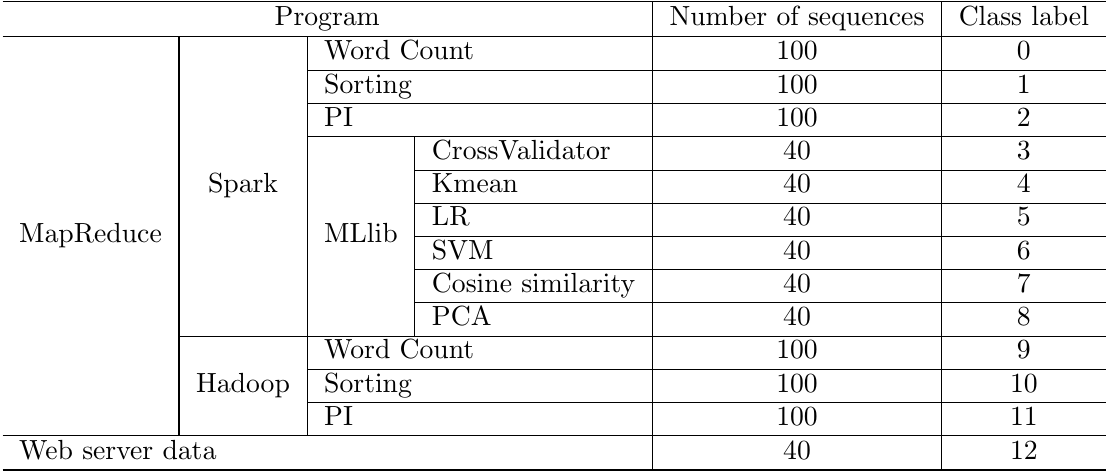 Program Number of sequences Class label
Word Count 100 0
Sorting 100 1
PI 100 2
CrossValidator 40 3
Spark Kmean 40 4
LR 40 5
MapReduce MLlib
SVM 40 6
Cosine similarity 40 7
PCA 40 8
Word Count 100 9
Hadoop Sorting 100 10
PI 100 11
Web server data 40 12